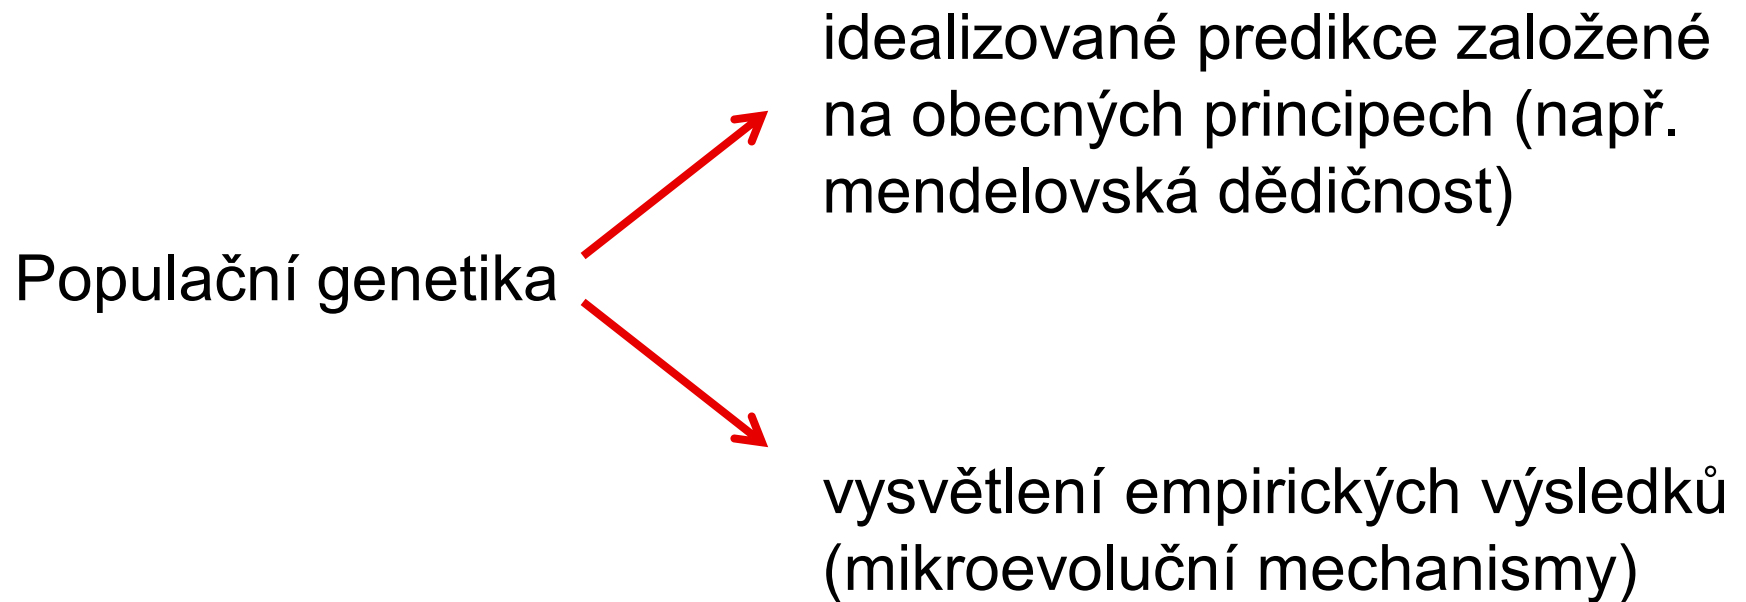 idealizované predikce založené
na obecných principech (např.
mendelovská dědičnost)
Populační genetika
vysvětlení empirických výsledků
(mikroevoluční mechanismy)